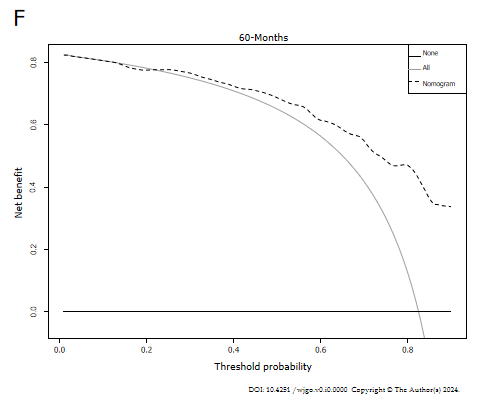 F
60-Months
None
All
Nomogram
Net benefit
0.8
0.6
0.4
0.2
0.0
0.0 0.2 0.4 0.6 0.8
Threshold probability
DOI: 10.4251 /wjgo.v0.i0.0000 Copyright © The Author(s) 2024.